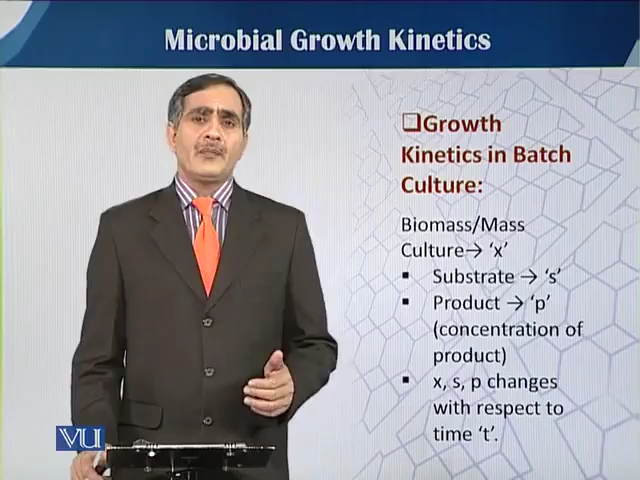 Microbial Growth Kinetics
❑Growth
Kinetics in Batch
Culture:
Biomass/Mass
Culture→ 'x'
▪ Substrate → 's'
▪ Product → 'p'
(concentration of
product)
▪ x, s, p changes
with respect to
time 't'.
VU